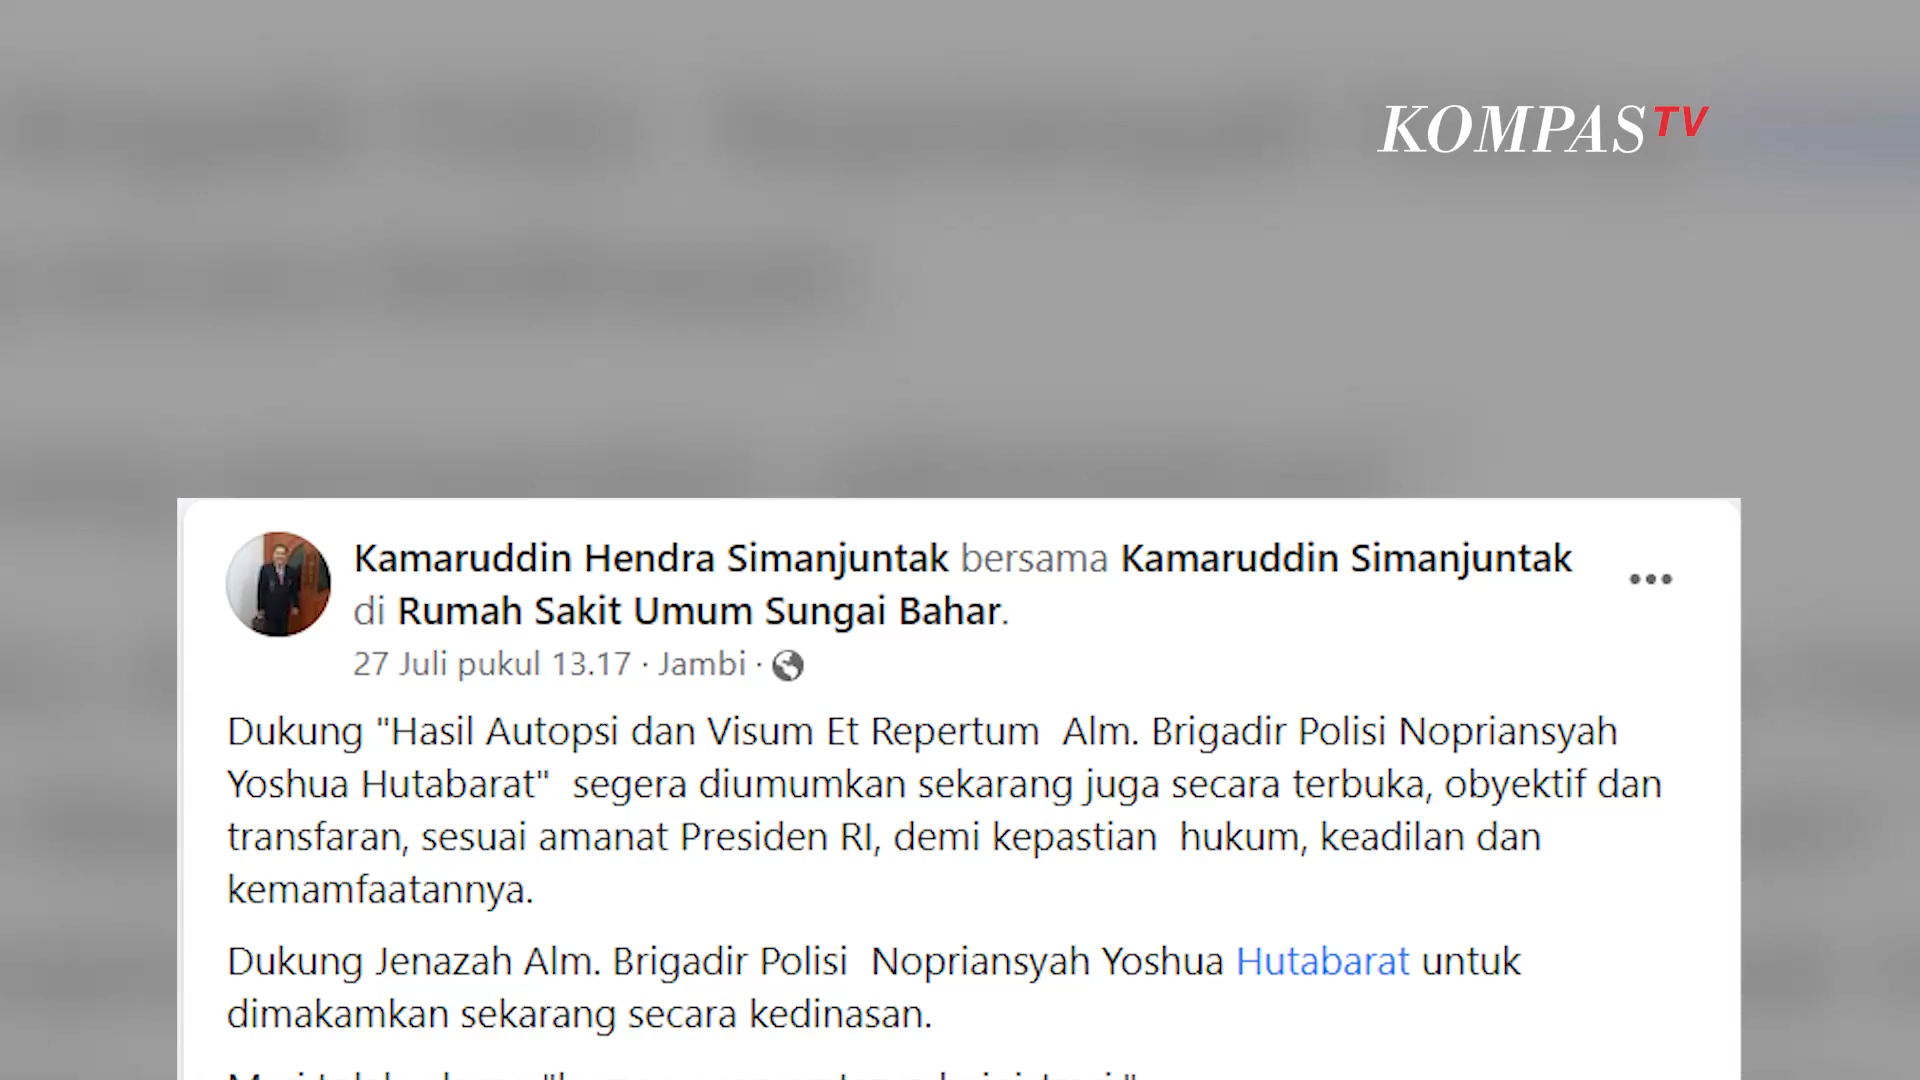 KOMPAS TV
Kamaruddin Hendra Simanjuntak bersama Kamaruddin Simanjuntak
di Rumah Sakit Umum Sungai Bahar.
27 Juli pukul 13.17 · Jambi ·
Dukung "Hasil Autopsi dan Visum Et Repertum Alm. Brigadir Polisi Nopriansyah
Yoshua Hutabarat" segera diumumkan sekarang juga secara terbuka, obyektif dan
transfaran, sesuai amanat Presiden RI, demi kepastian hukum, keadilan dan
kemamfaatannya.
Dukung Jenazah Alm. Brigadir Polisi Nopriansyah Yoshua Hutabarat untuk
dimakamkan sekarang secara kedinasan.